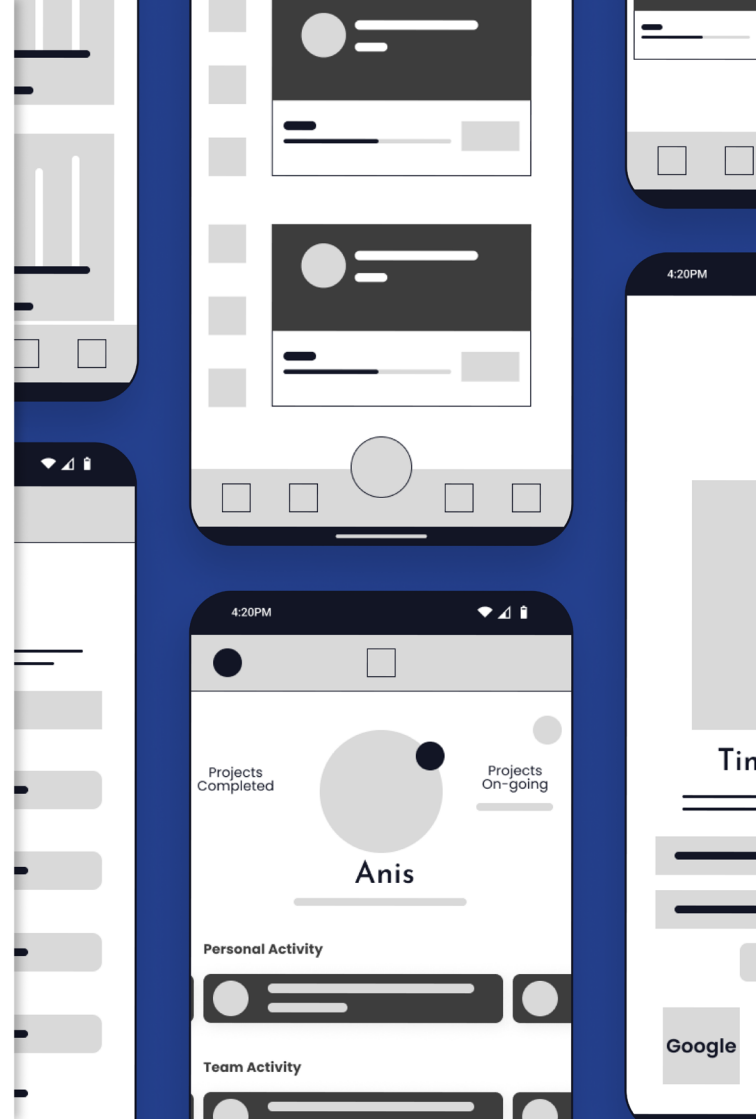 4:20PM
4:20PM
Projects
Completed
Projects
On-going
Anis
Personal Activity
Team Activity
Tim
Google